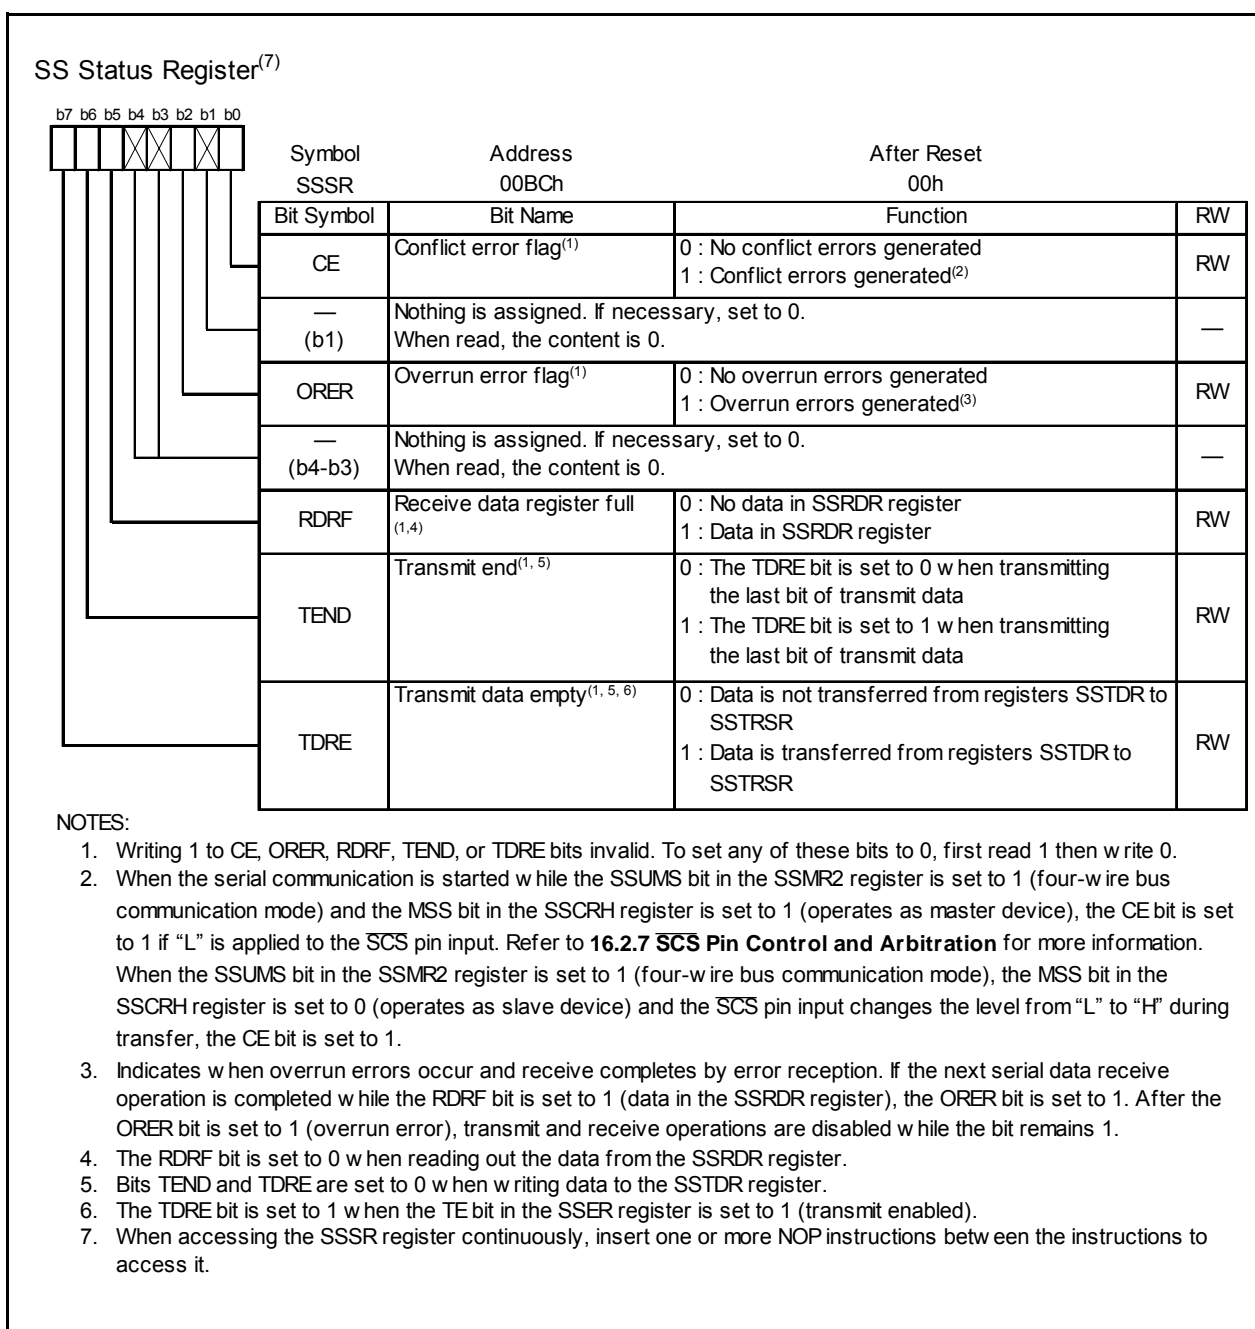 SS Status Register(7)
b7 b6 b5 b4 b3 b2 b1 b0
Symbol Address After Reset
SSSR 00BCh 00h
Bit Symbol Bit Name Function RW
CE Conflict error flag(1) 0 : No conflict errors generated RW
1 : Conflict errors generated(2)
— Nothing is assigned. If necessary, set to 0. —
(b1) When read, the content is 0.
ORER Overrun error flag(1) 0 : No overrun errors generated RW
1 : Overrun errors generated(3)
— Nothing is assigned. If necessary, set to 0. —
(b4-b3) When read, the content is 0.
RDRF Receive data register full 0 : No data in SSRDR register RW
(1,4) 1 : Data in SSRDR register
Transmit end(1, 5) 0 : The TDRE bit is set to 0 when transmitting
the last bit of transmit data
TEND 1 : The TDRE bit is set to 1 when transmitting RW
the last bit of transmit data
Transmit data empty(1, 5, 6) 0 : Data is not transferred from registers SSTDR to
SSTRSR
TDRE 1 : Data is transferred from registers SSTDR to RW
SSTRSR
NOTES:
1. Writing 1 to CE, ORER, RDRF, TEND, or TDRE bits invalid. To set any of these bits to 0, first read 1 then write 0.
2. When the serial communication is started while the SSUMS bit in the SSMR2 register is set to 1 (four-wire bus
communication mode) and the MSS bit in the SSCRH register is set to 1 (operates as master device), the CE bit is set
to 1 if “L” is applied to the SCS pin input. Refer to 16.2.7 SCS Pin Control and Arbitration for more information.
When the SSUMS bit in the SSMR2 register is set to 1 (four-wire bus communication mode), the MSS bit in the
SSCRH register is set to 0 (operates as slave device) and the SCS pin input changes the level from “L” to “H” during
transfer, the CE bit is set to 1.
3. Indicates when overrun errors occur and receive completes by error reception. If the next serial data receive
operation is completed while the RDRF bit is set to 1 (data in the SSRDR register), the ORER bit is set to 1. After the
ORER bit is set to 1 (overrun error), transmit and receive operations are disabled while the bit remains 1.
4. The RDRF bit is set to 0 when reading out the data from the SSRDR register.
5. Bits TEND and TDRE are set to 0 when writing data to the SSTDR register.
6. The TDRE bit is set to 1 when the TE bit in the SSER register is set to 1 (transmit enabled).
7. When accessing the SSSR register continuously, insert one or more NOP instructions between the instructions to
access it.